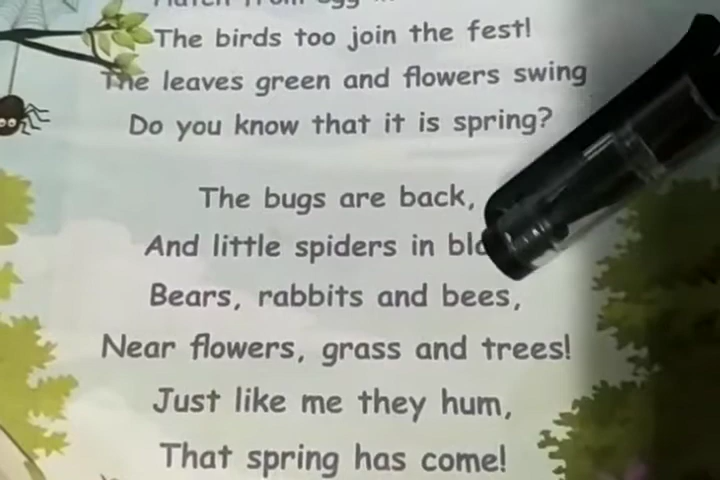 from egg
The birds too join the fest!
The leaves green and flowers swing
Do you know that it is spring?
The bugs are back,
And little spiders in
Bears, rabbits and bees,
Near flowers, grass and trees!
Just like me they hum,
That spring has come!